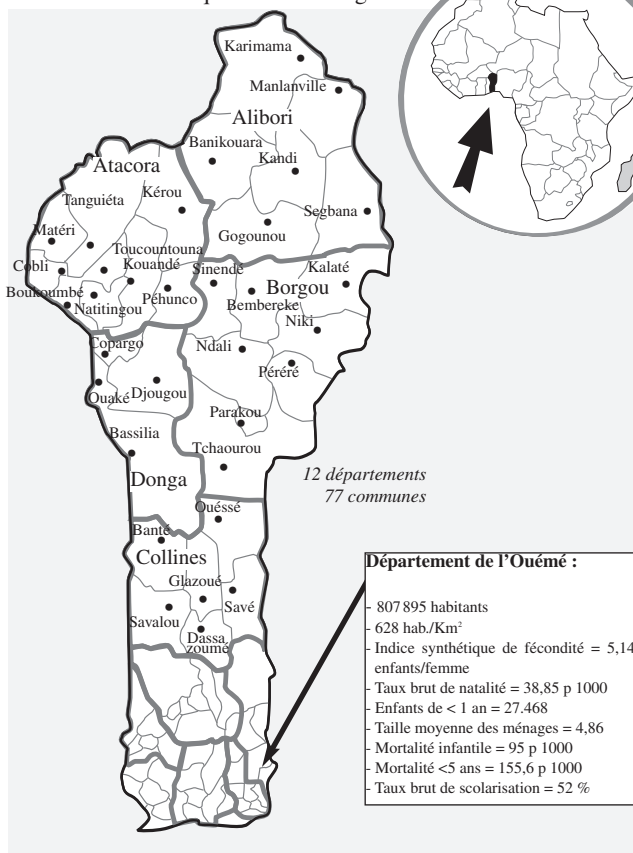 Karimama
Manlanville
Alibori
Banikouara
Kandi
Atacora
Tanguiéta
Kérou
Segbana
Matéri
Gogounou
Toucountouna
Cobli
Kouandé
Sinendé
Kalaté
Boukoumbé
Péhunco
Borgou
Natitingou
Bembereke
Niki
Copargo
Ndali
Péréré
Ouaké
Djougou
Parakou
Bassilia
Tchaourou
Donga
12 départements
77 communes
Ouéssé
Banté
Collines
Glazoué
Savé
Savalou
Dassa
zoumé
Département de l’Ouémé :
- 807 895 habitants
- 628 hab./Km²
- Indice synthétique de fécondité = 5,14
enfants/femme
- Taux brut de natalité = 38,85 p 1000
- Enfants de < 1 an = 27.468
- Taille moyenne des ménages = 4,86
- Mortalité infantile = 95 p 1000
- Mortalité <5 ans = 155,6 p 1000
- Taux brut de scolarisation = 52 %